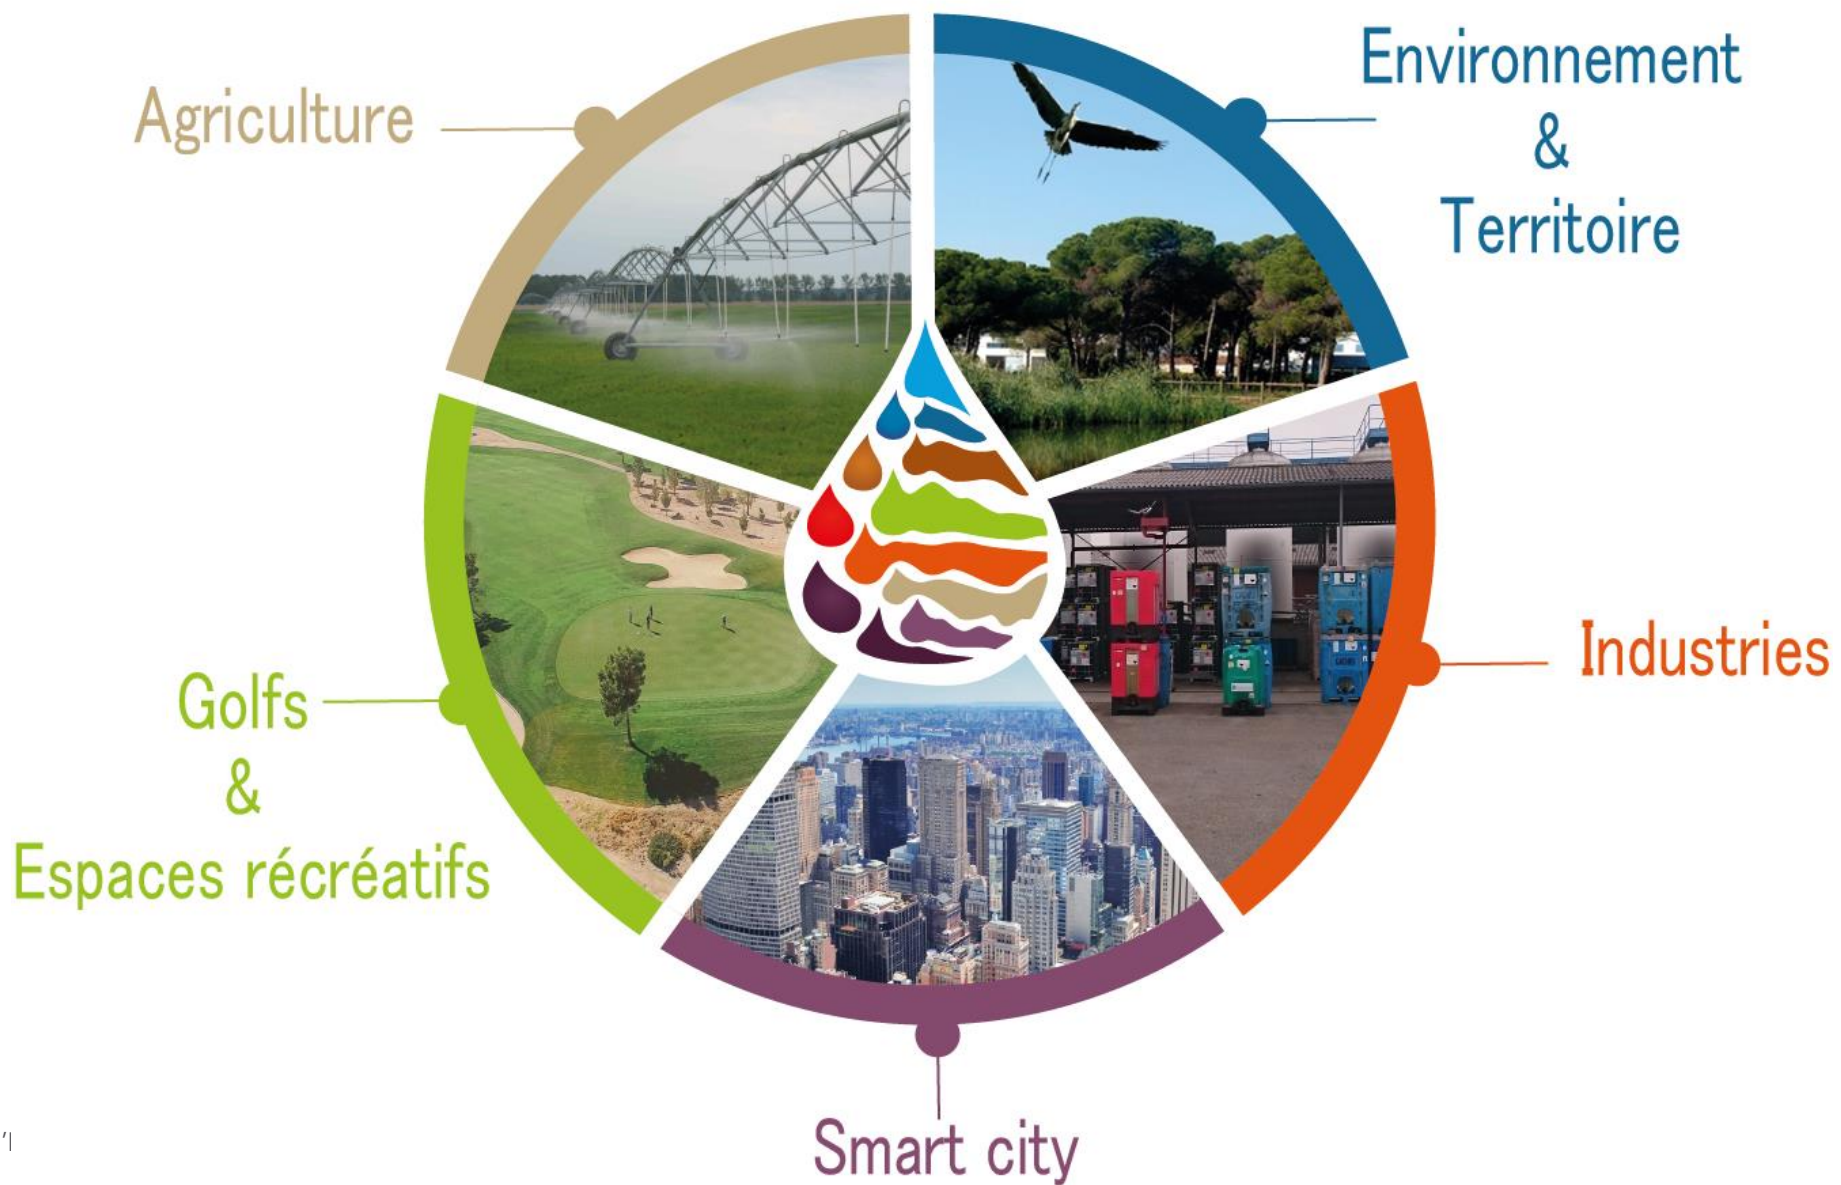 Environnement
&
Territoire
Agriculture
Industries
Golfs
&
Espaces récréatifs
Smart city